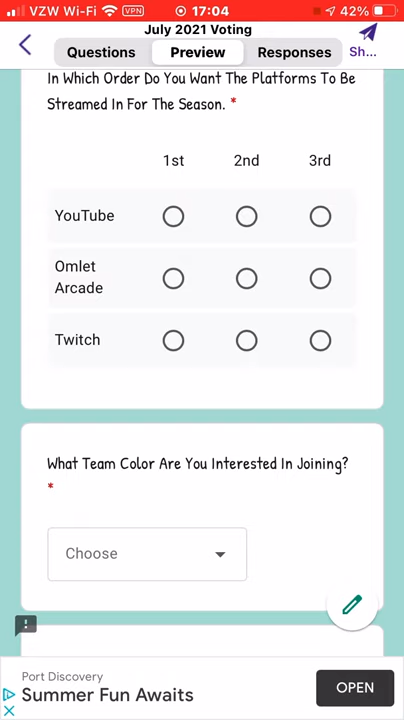 VZW Wi-Fi VPN 17:04 42%
July 2021 Voting
Questions Preview Responses Sh...
In Which Order Do You Want The Platforms To Be
Streamed In For The Season. *
1st 2nd 3rd
YouTube
Omlet
Arcade
Twitch
What Team Color Are You Interested In Joining?
*
Choose
Port Discovery
Summer Fun Awaits
OPEN